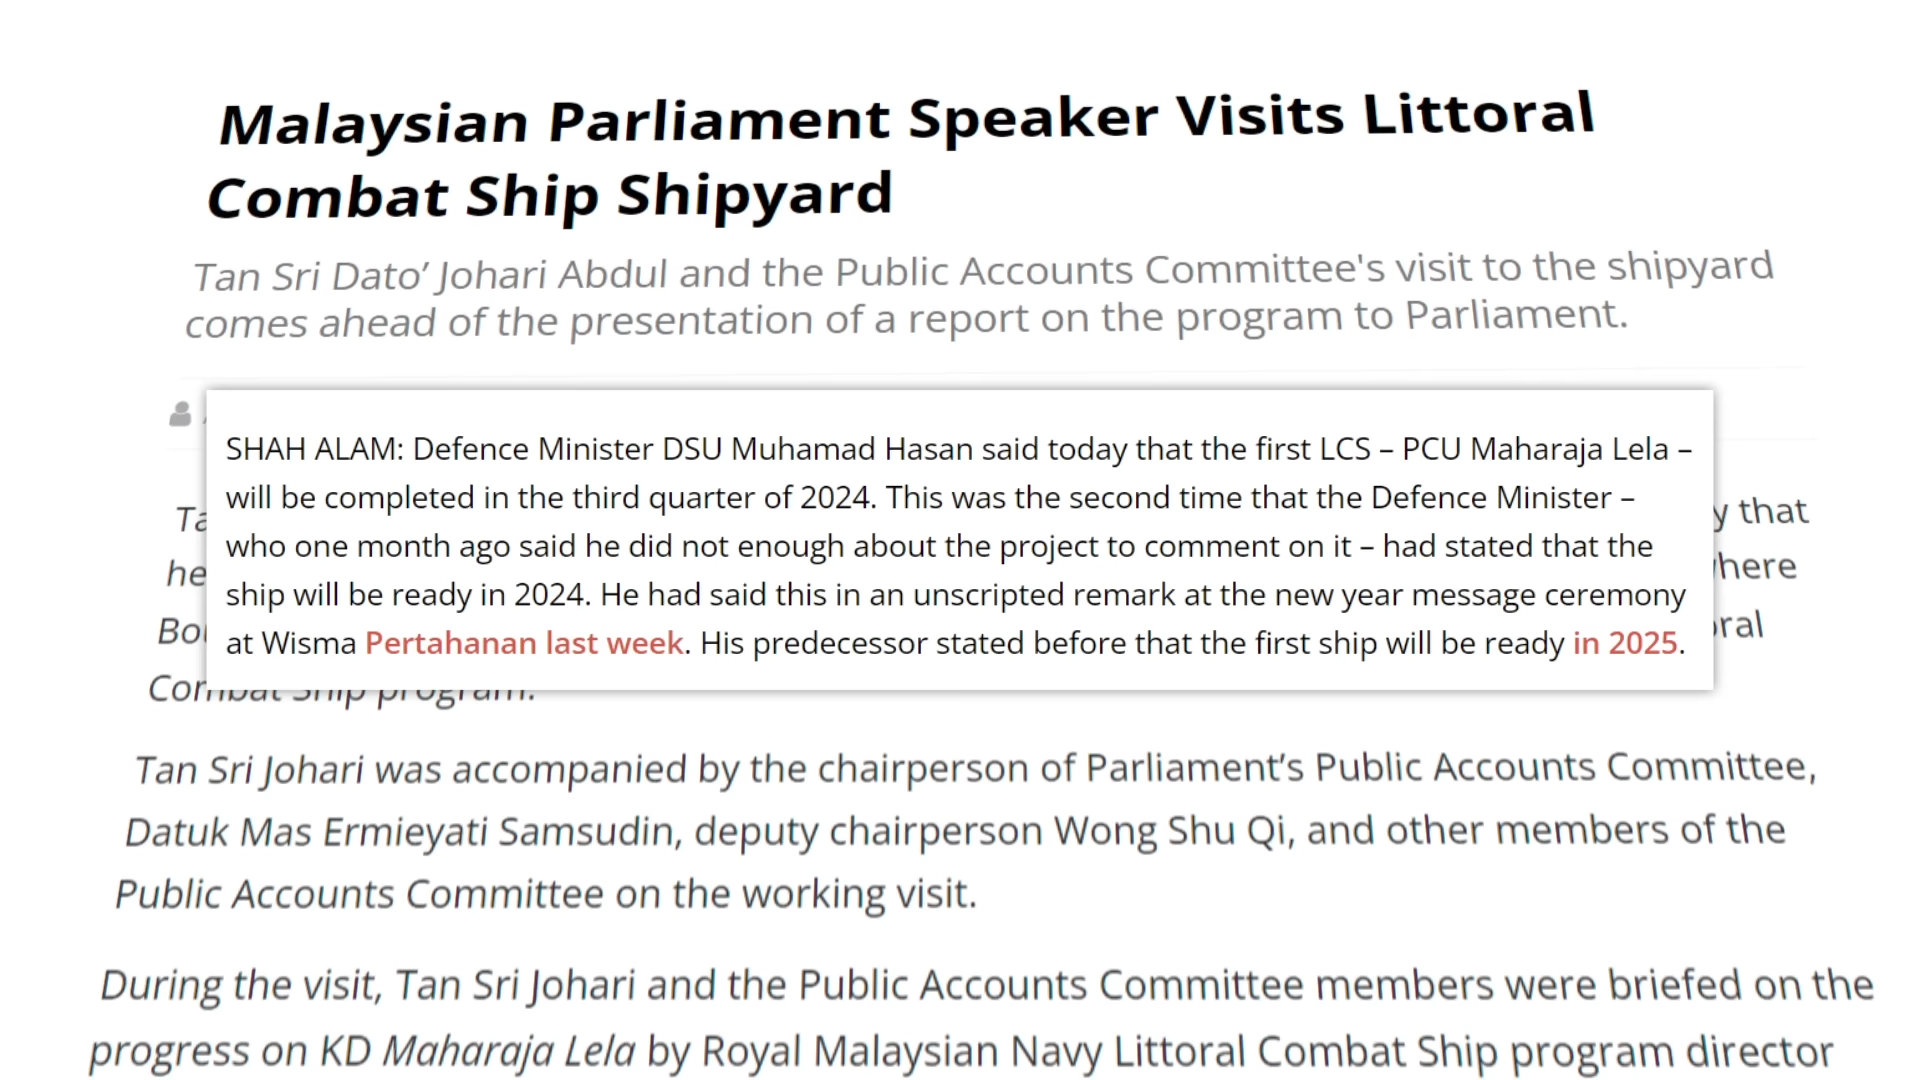 Malaysian Parliament Speaker Visits Littoral
Combat Ship Shipyard
Tan Sri Dato’ Johari Abdul and the Public Accounts Committee's visit to the shipyard
comes ahead of the presentation of a report on the program to Parliament.
SHAH ALAM: Defence Minister DSU Muhamad Hasan said today that the first LCS – PCU Maharaja Lela –
will be completed in the third quarter of 2024. This was the second time that the Defence Minister –
who one month ago said he did not enough about the project to comment on it – had stated that the
ship will be ready in 2024. He had said this in an unscripted remark at the new year message ceremony
at Wisma Pertahanan last week. His predecessor stated before that the first ship will be ready in 2025.
that
he
Combat Ship program.
Tan Sri Johari was accompanied by the chairperson of Parliament’s Public Accounts Committee,
Datuk Mas Ermieyati Samsudin, deputy chairperson Wong Shu Qi, and other members of the
Public Accounts Committee on the working visit.
During the visit, Tan Sri Johari and the Public Accounts Committee members were briefed on the
progress on KD Maharaja Lela by Royal Malaysian Navy Littoral Combat Ship program director